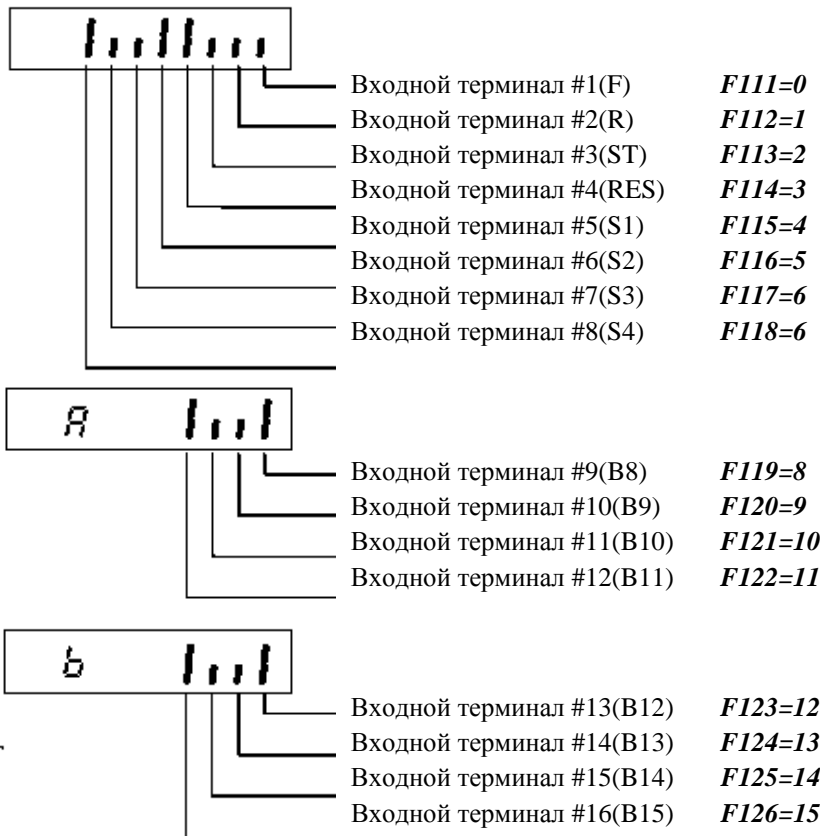 Входной терминал #1(F) F111=0
Входной терминал #2(R) F112=1
Входной терминал #3(ST) F113=2
Входной терминал #4(RES) F114=3
Входной терминал #5(S1) F115=4
Входной терминал #6(S2) F116=5
Входной терминал #7(S3) F117=6
Входной терминал #8(S4) F118=6
A
Входной терминал #9(B8) F119=8
Входной терминал #10(B9) F120=9
Входной терминал #11(B10) F121=10
Входной терминал #12(B11) F122=11
b
Входной терминал #13(B12) F123=12
Входной терминал #14(B13) F124=13
Входной терминал #15(B14) F125=14
Входной терминал #16(B15) F126=15